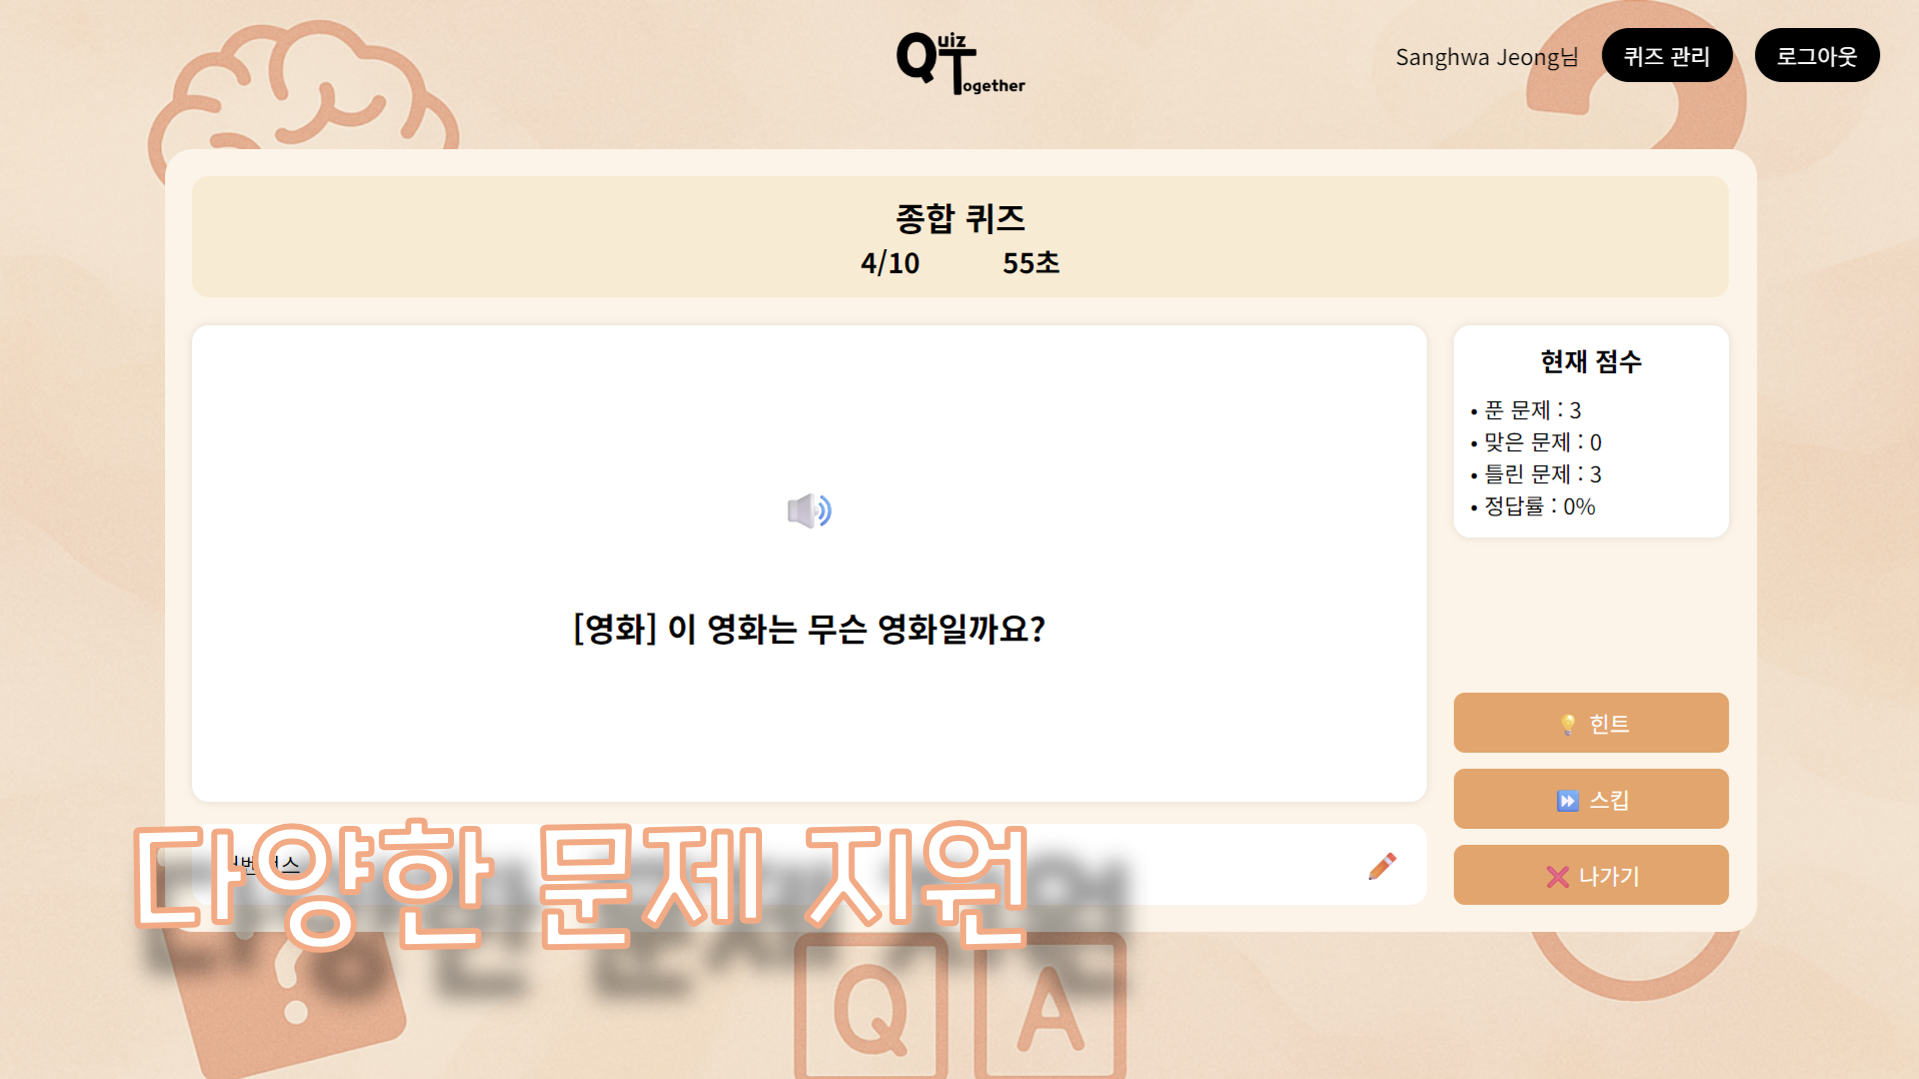 Quiz Together
Sanghwa Jeong님
퀴즈 관리
로그아웃
종합 퀴즈
4/10 55초
[영화] 이 영화는 무슨 영화일까요?
현재 점수
• 푼 문제 : 3
• 맞은 문제 : 0
• 틀린 문제 : 3
• 정답률 : 0%
힌트
스킵
나가기
다양한 문제 지원
?
Q A